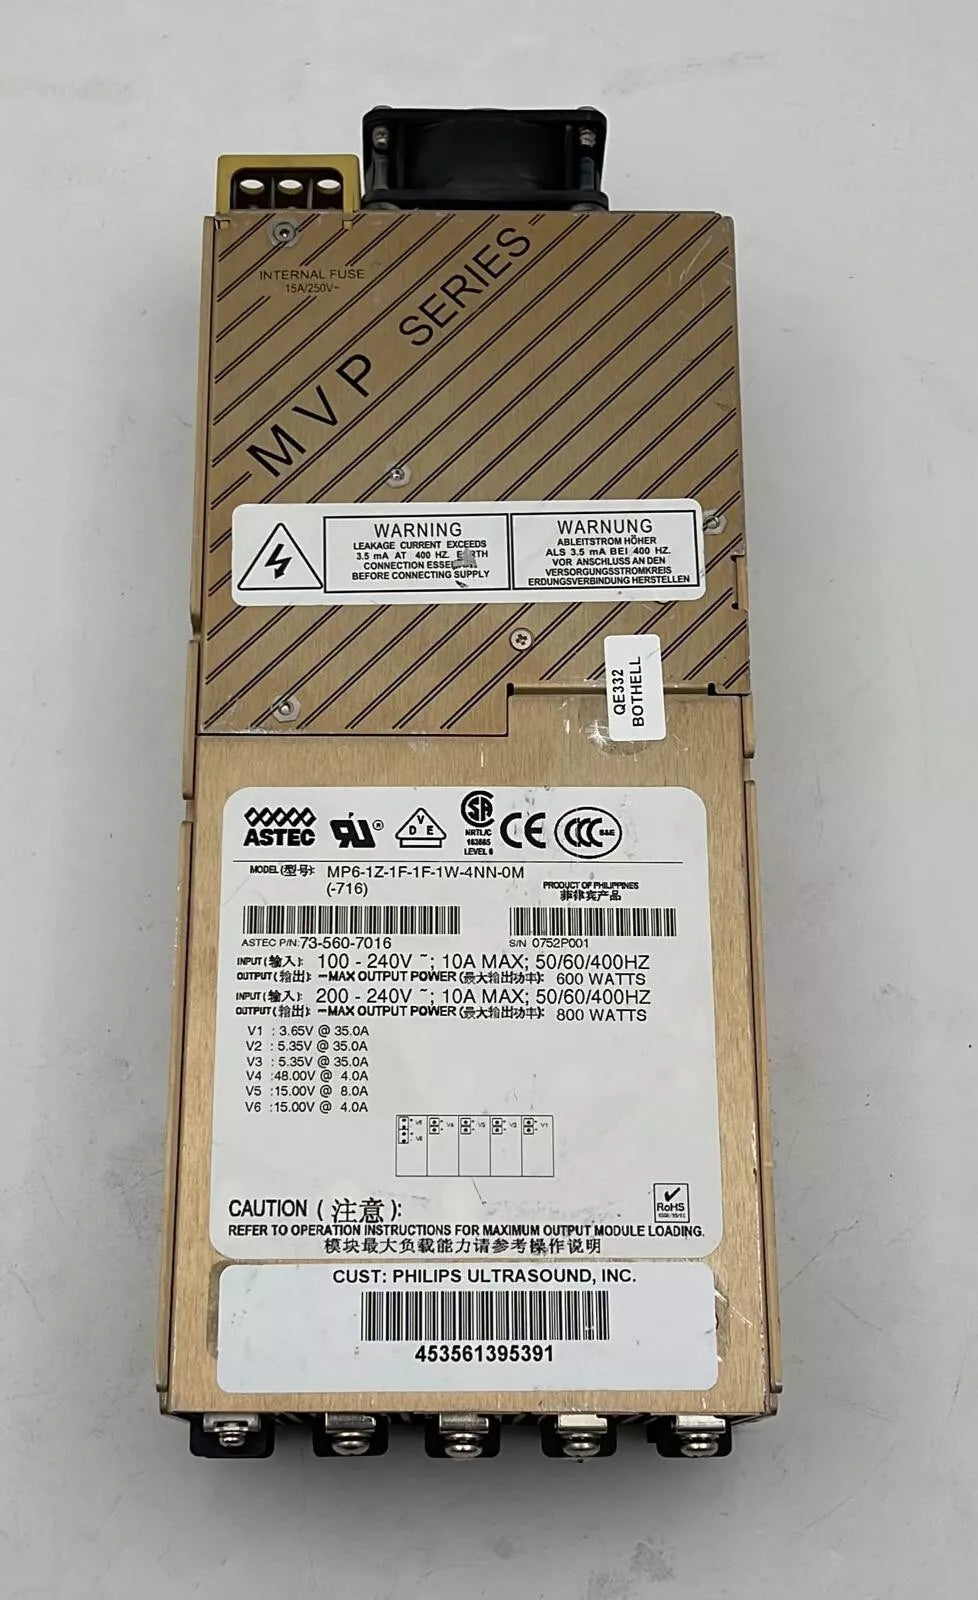 INTERNAL FUSE
15A/250V~
MVP SERIES
WARNING
LEAKAGE CURRENT EXCEEDS
3.5 mA AT 400 HZ. EARTH
CONNECTION
BEFORE CONNECTING SUPPLY
WARNUNG
ABLEITSTROM HÖHER
ALS 3.5 mA BEI 400 HZ.
VOR ANSCHLUSS AN DEN
VERSORGUNGSSTROMKREIS
ERDUNGSVERBINDUNG HERSTELLEN
QE332
BOTHELL
ASTEC
VDE
NRTL/C
LEVEL 6
CE
CCC S&E
MODEL(型号): MP6-1Z-1F-1F-1W-4NN-0M
(-716)
PRODUCT OF PHILIPPINES
菲律宾产品
ASTEC P/N: 73-560-7016
S/N 0752P001
INPUT(输入): 100 - 240V ~; 10A MAX; 50/60/400HZ
OUTPUT(输出): -MAX OUTPUT POWER(最大输出功率): 600 WATTS
INPUT(输入): 200 - 240V ~; 10A MAX; 50/60/400HZ
OUTPUT(输出): -MAX OUTPUT POWER(最大输出功率): 800 WATTS
V1 : 3.65V @ 35.0A
V2 : 5.35V @ 35.0A
V3 : 5.35V @ 35.0A
V4 :48.00V @ 4.0A
V5 :15.00V @ 8.0A
V6 :15.00V @ 4.0A
V5 V4 V3 V2 V1
V6
RoHS
CAUTION (注意):
REFER TO OPERATION INSTRUCTIONS FOR MAXIMUM OUTPUT MODULE LOADING.
模块最大负载能力请参考操作说明
CUST: PHILIPS ULTRASOUND, INC.
453561395391